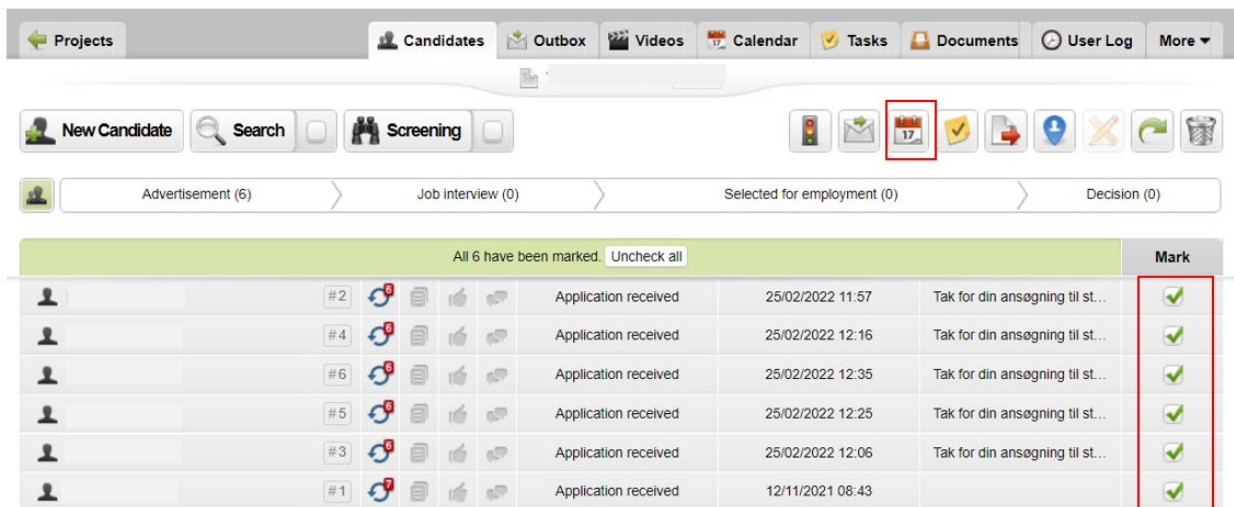 Projects Candidates Outbox Videos 17 Calendar Tasks Documents User Log More ▾
New Candidate Search Screening 17
Advertisement (6) Job interview (0) Selected for employment (0) Decision (0)
All 6 have been marked. Uncheck all Mark
#2 6 Application received 25/02/2022 11:57 Tak for din ansøgning til st...
#4 6 Application received 25/02/2022 12:16 Tak for din ansøgning til st...
#6 6 Application received 25/02/2022 12:35 Tak for din ansøgning til st...
#5 6 Application received 25/02/2022 12:25 Tak for din ansøgning til st...
#3 6 Application received 25/02/2022 12:06 Tak for din ansøgning til st...
#1 7 Application received 12/11/2021 08:43